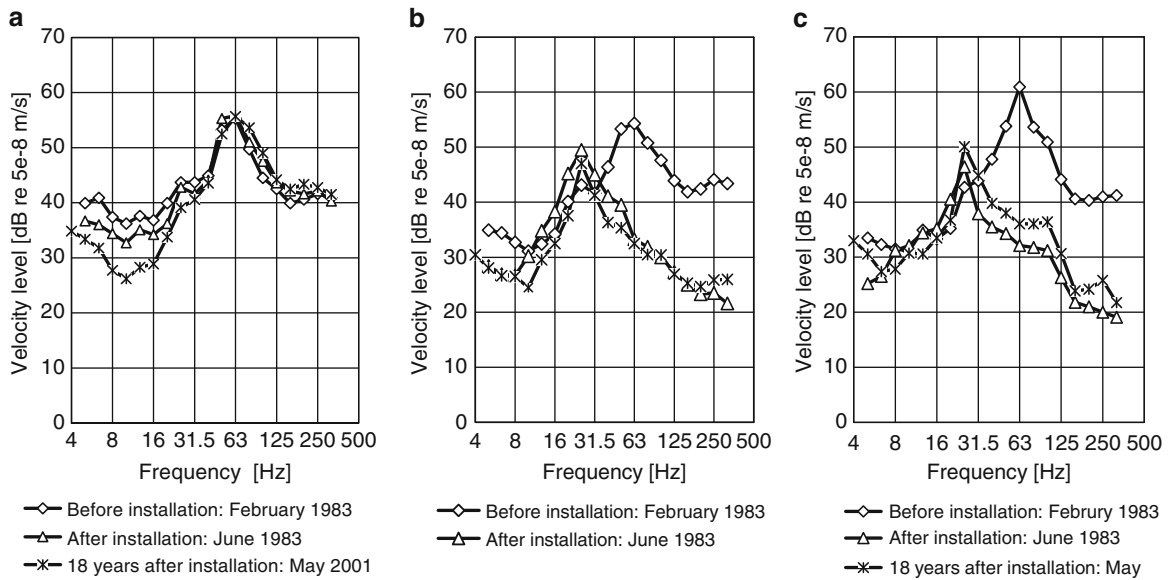 a
70
60
50
40
30
20
10
0
Velocity level [dB re 5e-8 m/s]
4 8 16 31.5 63 125 250 500
Frequency [Hz]
Before installation: February 1983
After installation: June 1983
18 years after installation: May 2001
b
70
60
50
40
30
20
10
0
Velocity level [dB re 5e-8 m/s]
4 8 16 31.5 63 125 250 500
Frequency [Hz]
Before installation: February 1983
After installation: June 1983
c
70
60
50
40
30
20
10
0
Velocity level [dB re 5e-8 m/s]
4 8 16 31.5 63 125 250 500
Frequency [Hz]
Before installation: Februry 1983
After installation: June 1983
18 years after installation: May